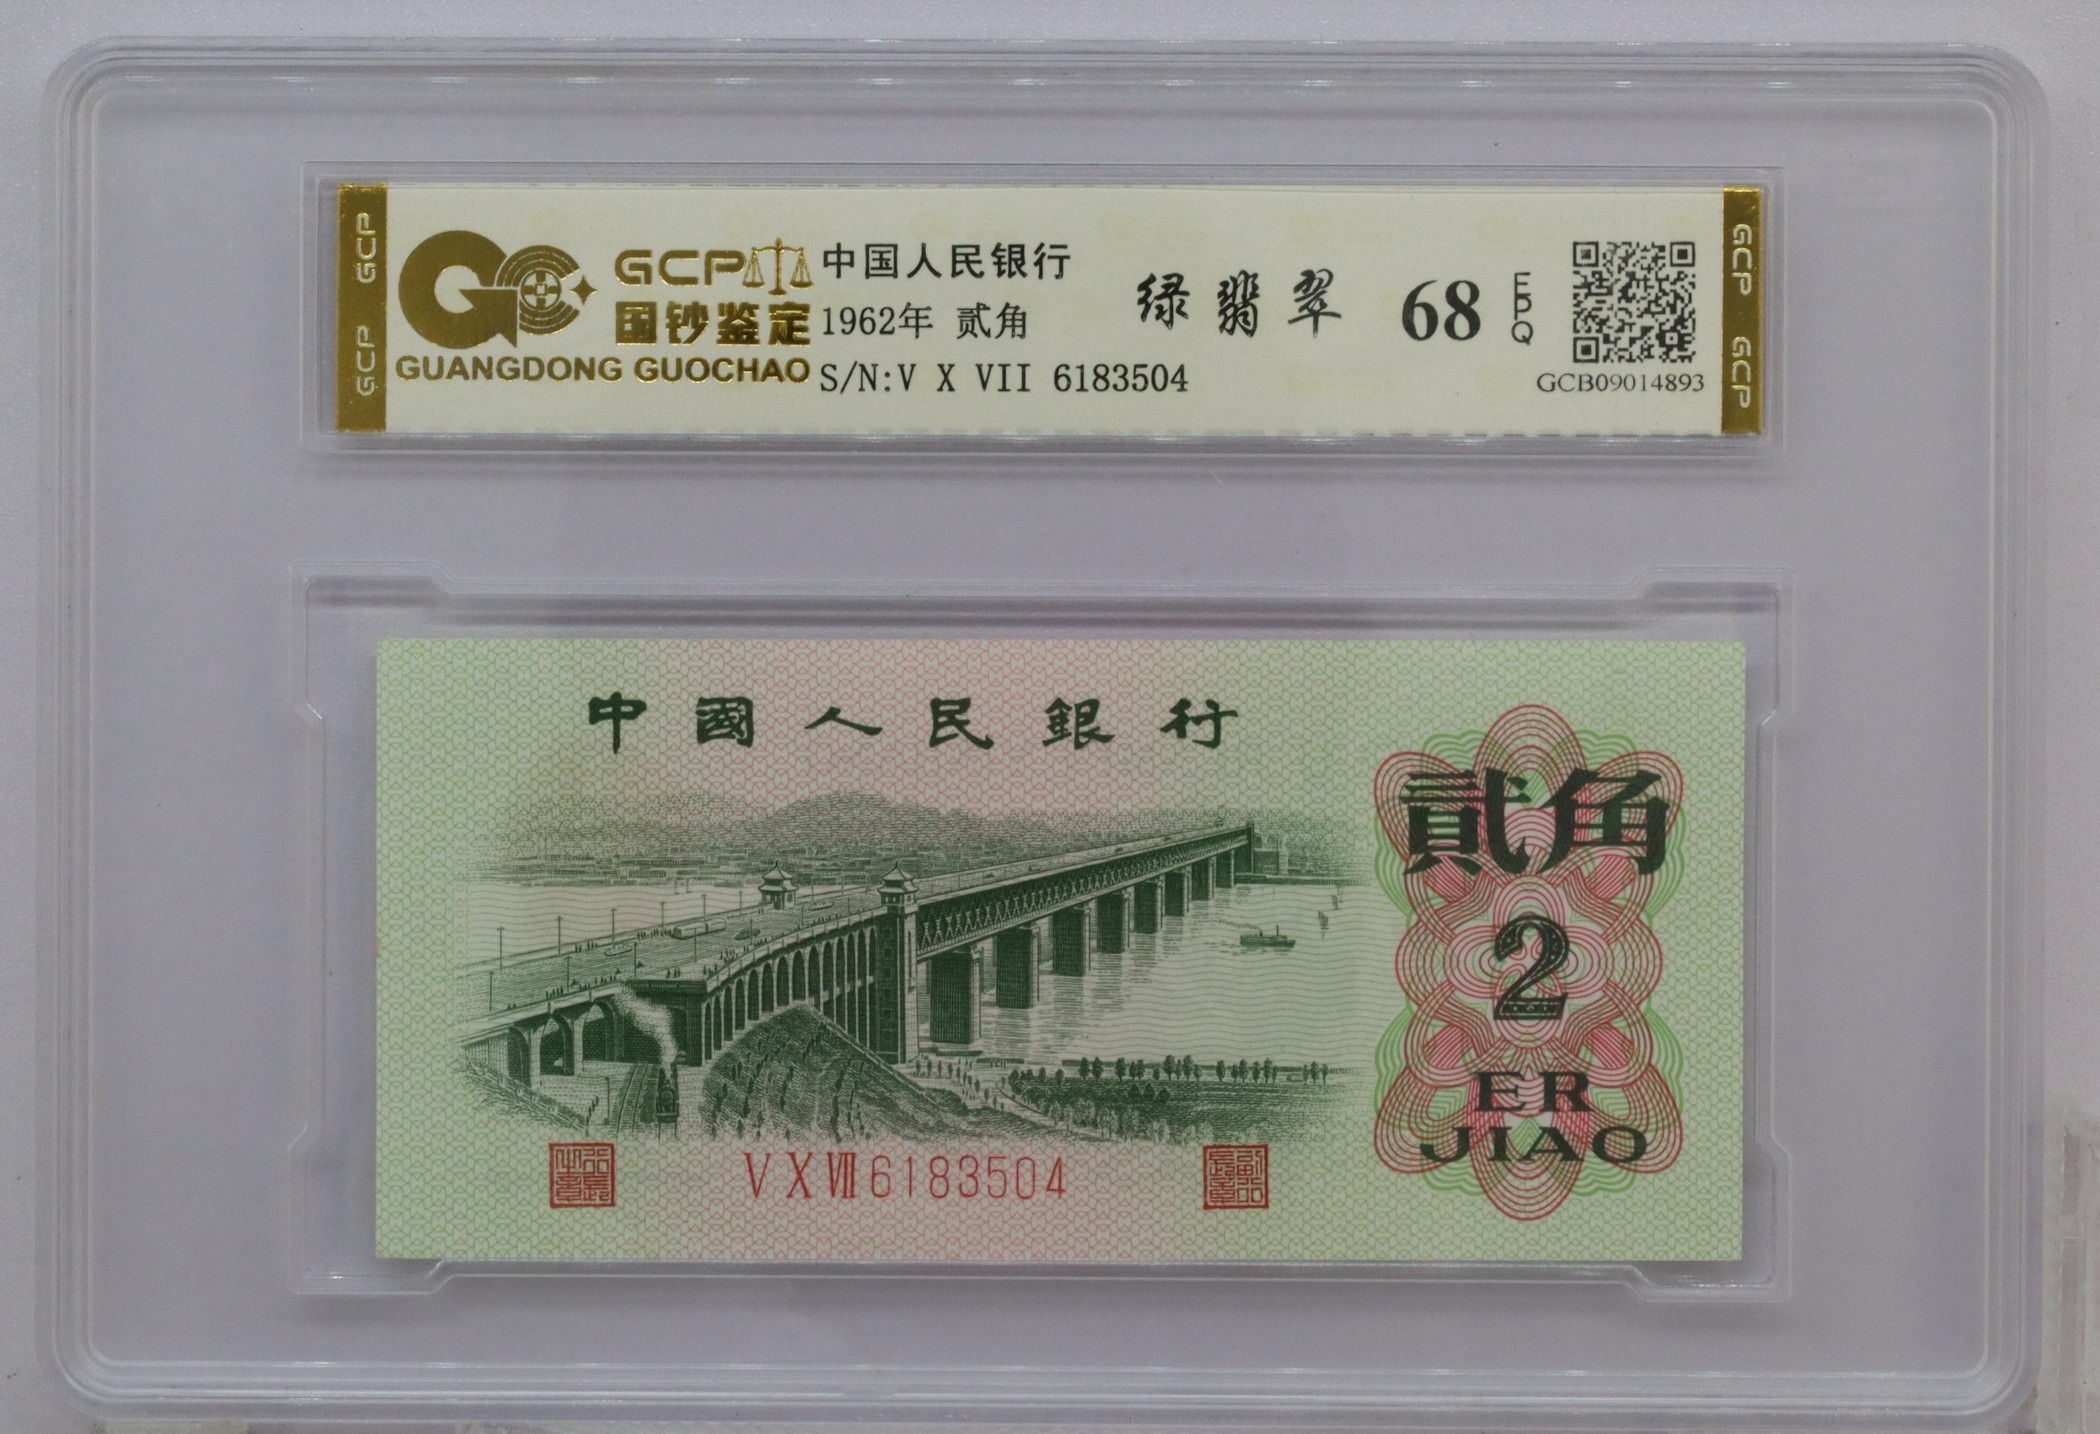 GCP
GCP
GCP
国钞鉴定
GUANGDONG GUOCHAO
中国人民银行
1962年 贰角
S/N:V X VII 6183504
绿翡翠
68
EPQ
GCB09014893
GCP
GCP
中國人民銀行
貳角
2
ER
JIAO
V X VII 6183504